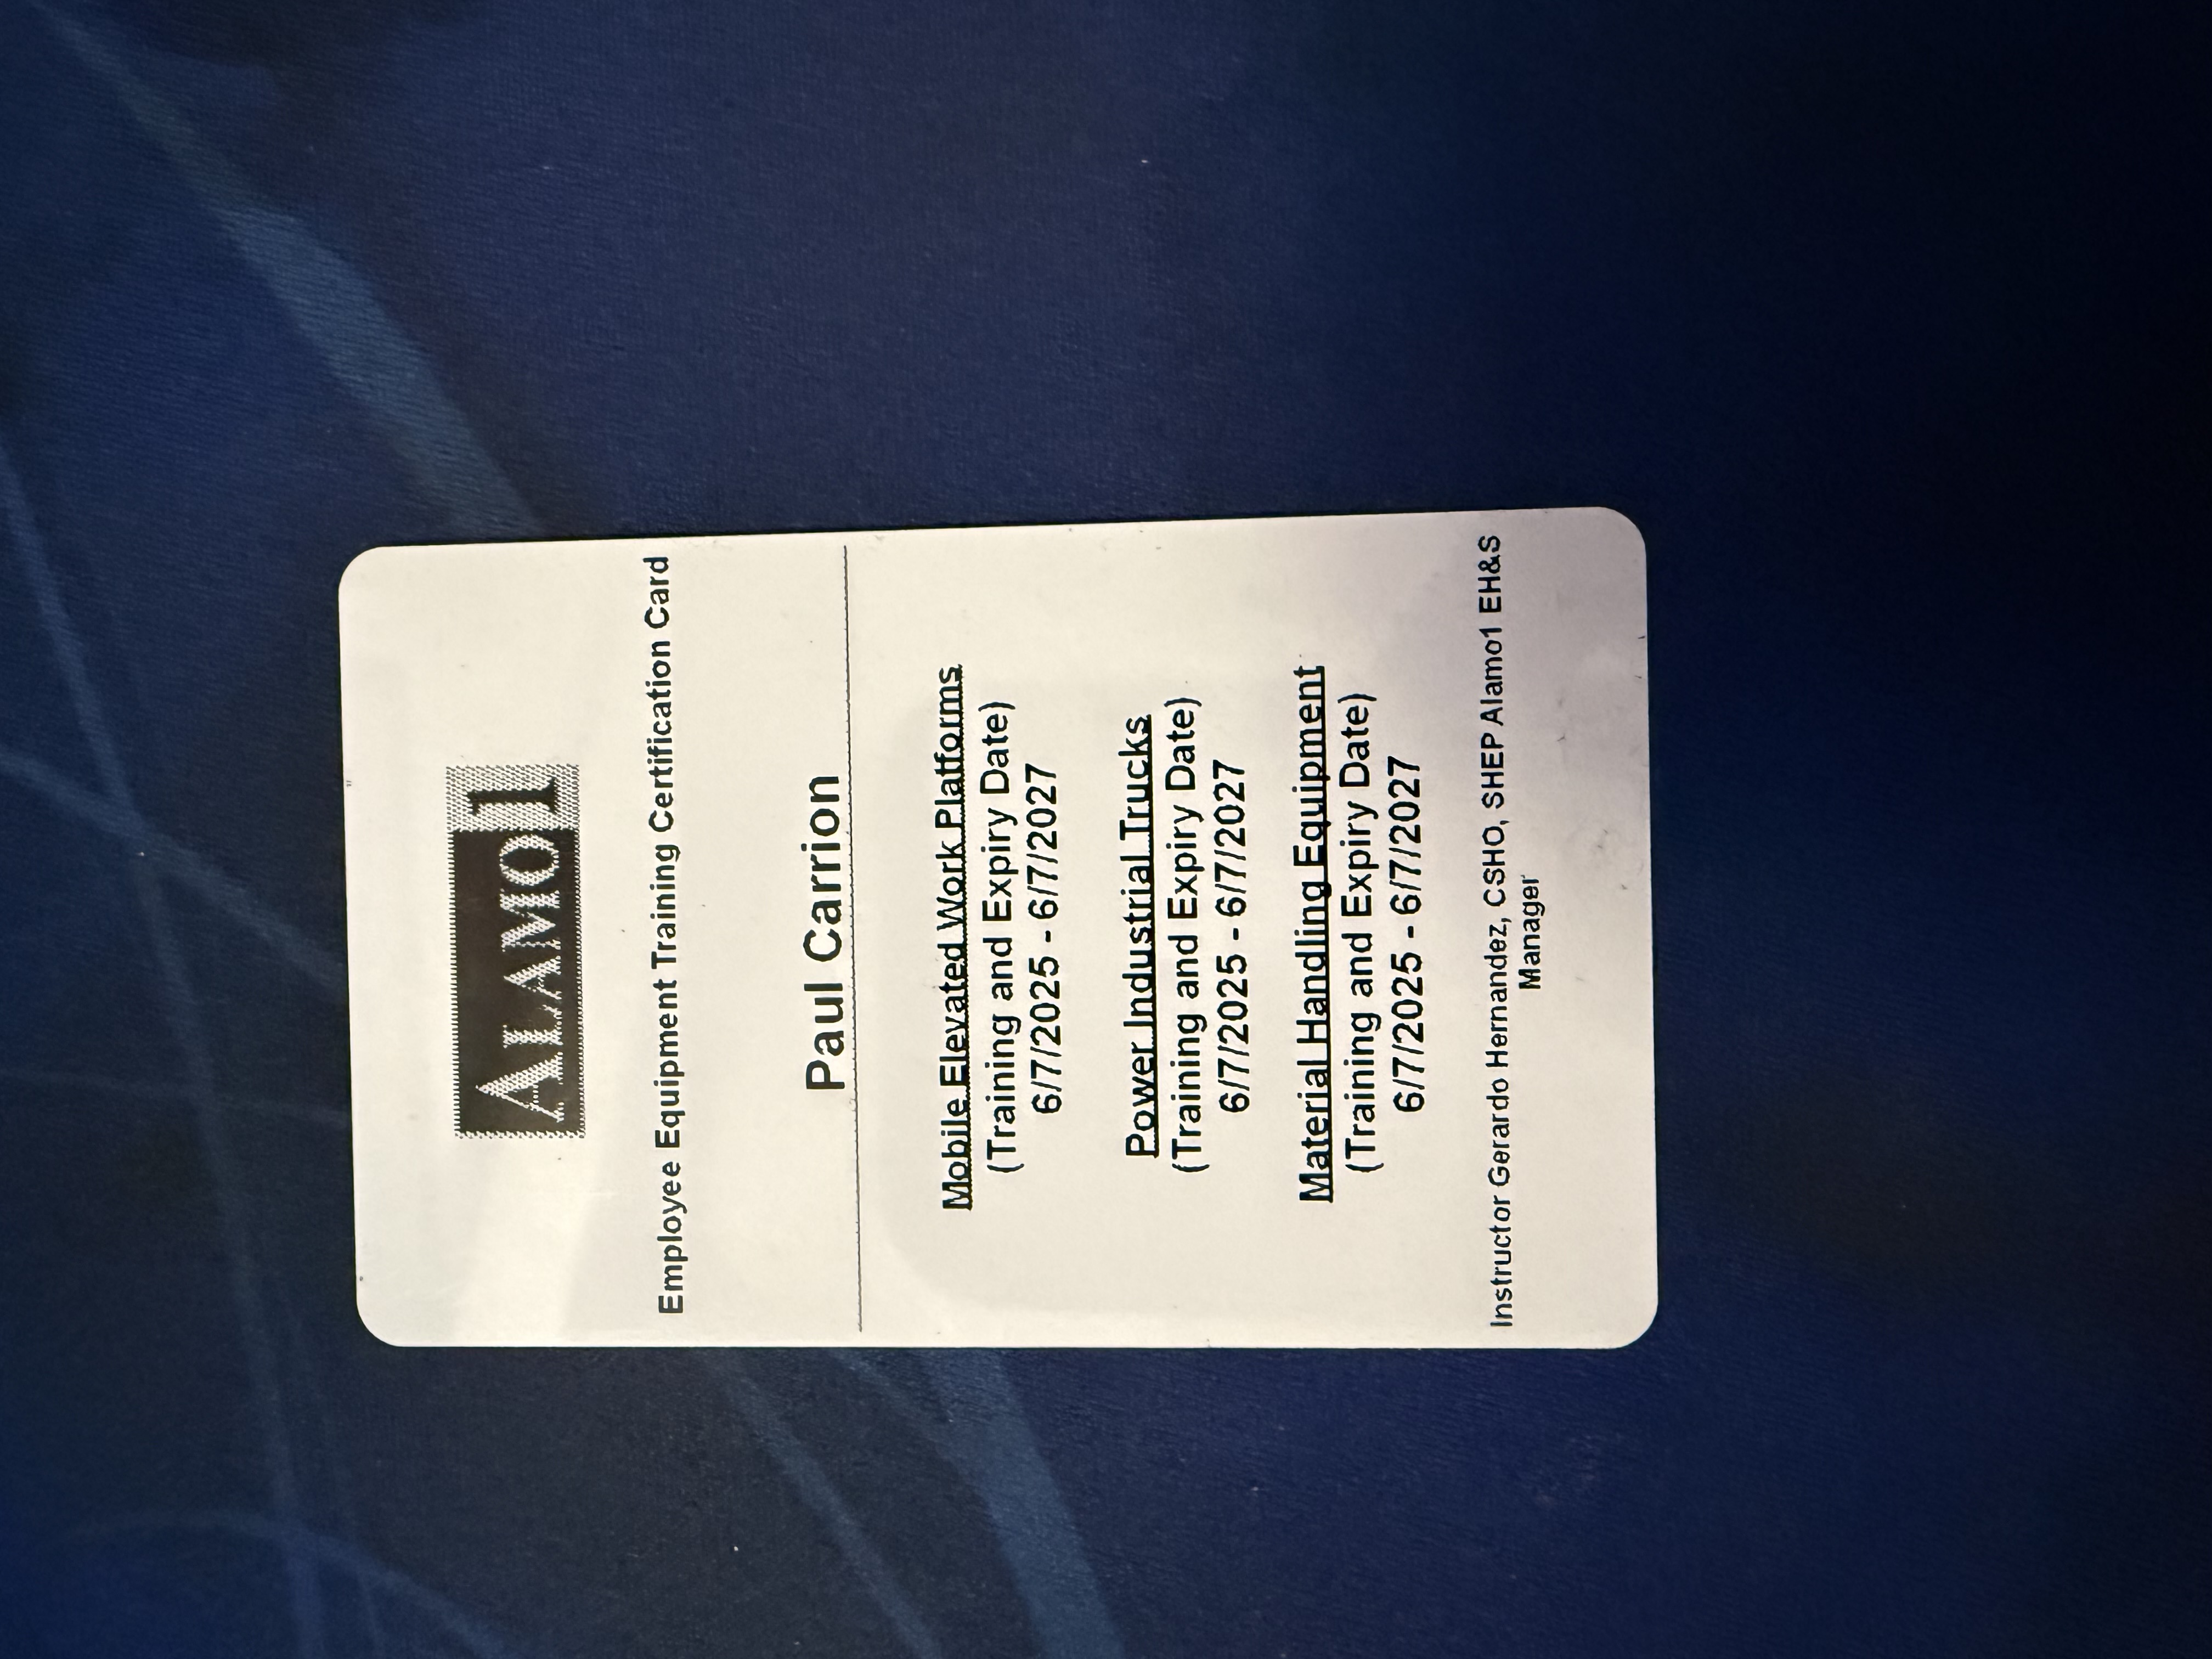 ALAMO1
Employee Equipment Training Certification Card
Paul Carrion
Mobile Elevated Work Platforms
(Training and Expiry Date)
6/7/2025 - 6/7/2027
Power Industrial Trucks
(Training and Expiry Date)
6/7/2025 - 6/7/2027
Material Handling Equipment
(Training and Expiry Date)
6/7/2025 - 6/7/2027
Instructor Gerardo Hernandez, CSHO, SHEP Alamo1 EH&S
Manager